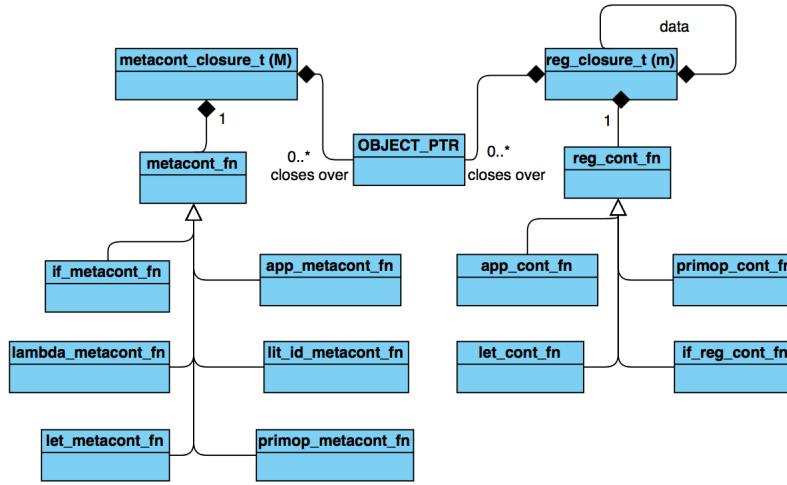 data
metacont_closure_t (M)
reg_closure_t (m)
1
1
OBJECT_PTR
metacont_fn
0..*
closes over
0..*
closes over
reg_cont_fn
if_metacont_fn
app_metacont_fn
app_cont_fn
primop_cont_fn
lambda_metacont_fn
lit_id_metacont_fn
let_cont_fn
if_reg_cont_fn
let_metacont_fn
primop_metacont_fn